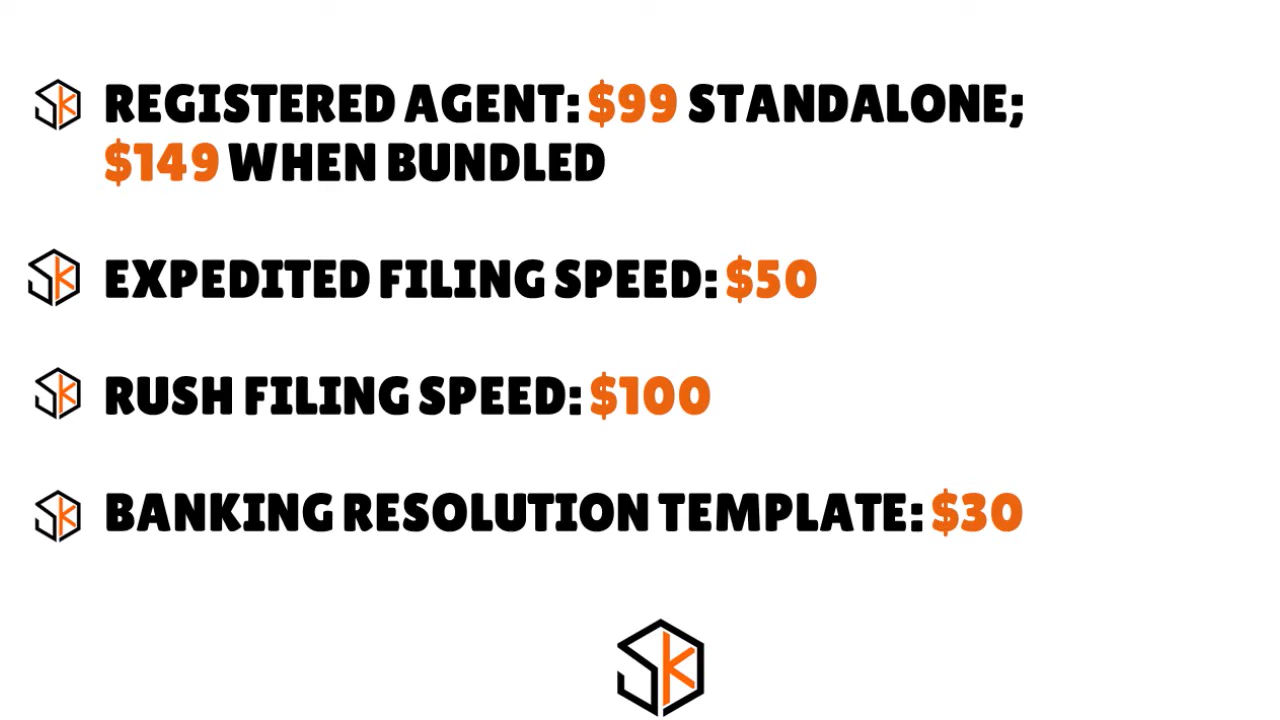 REGISTERED AGENT: $99 STANDALONE;
$149 WHEN BUNDLED
EXPEDITED FILING SPEED: $50
RUSH FILING SPEED: $100
BANKING RESOLUTION TEMPLATE: $30